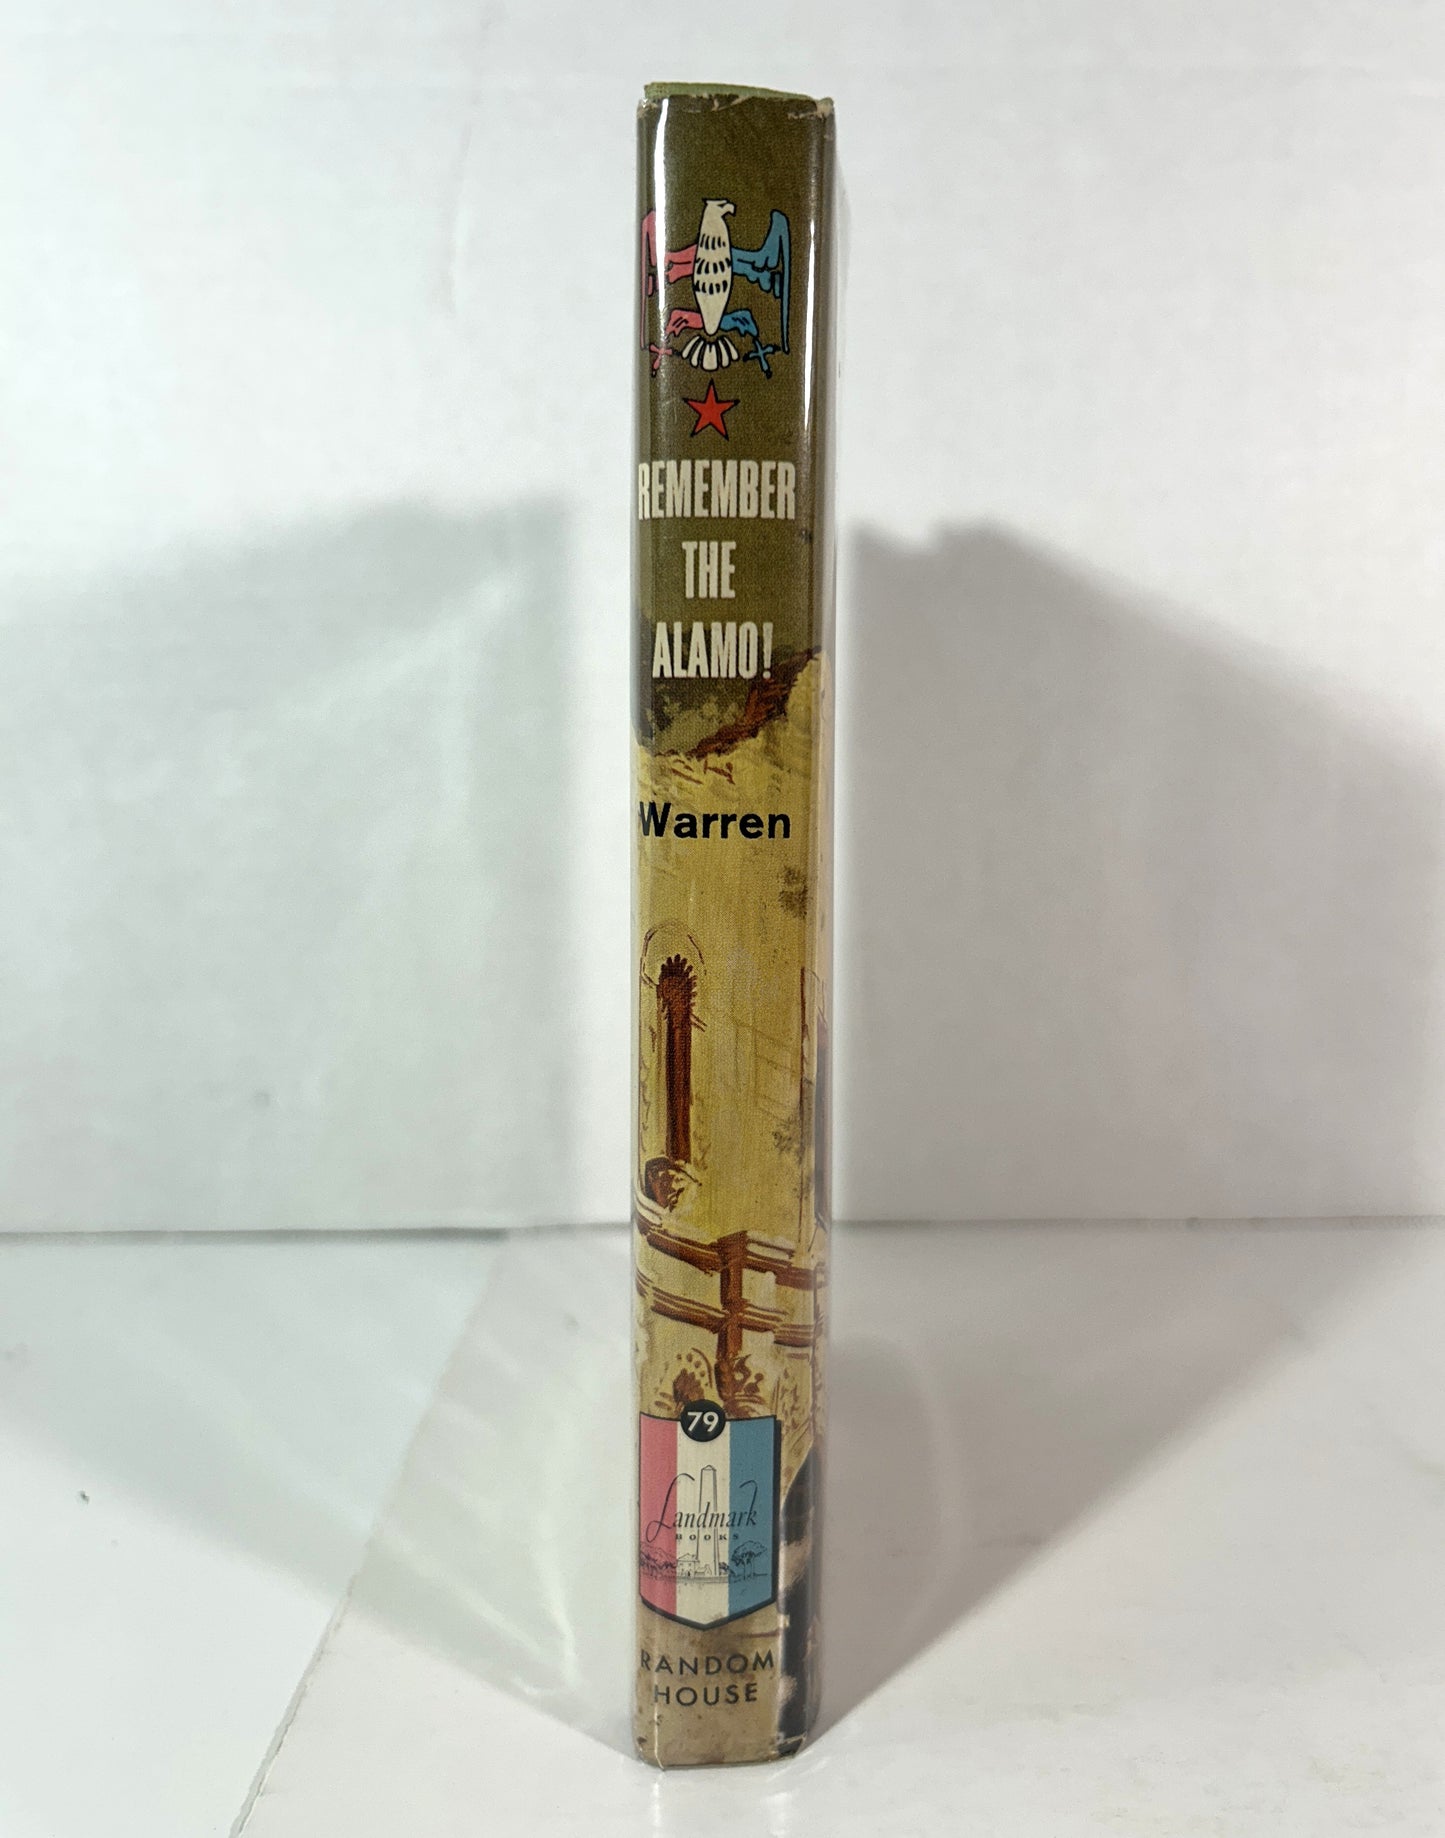 REMEMBER
THE
ALAMO!
Warren
79
Landmark
BOOKS
RANDOM
HOUSE